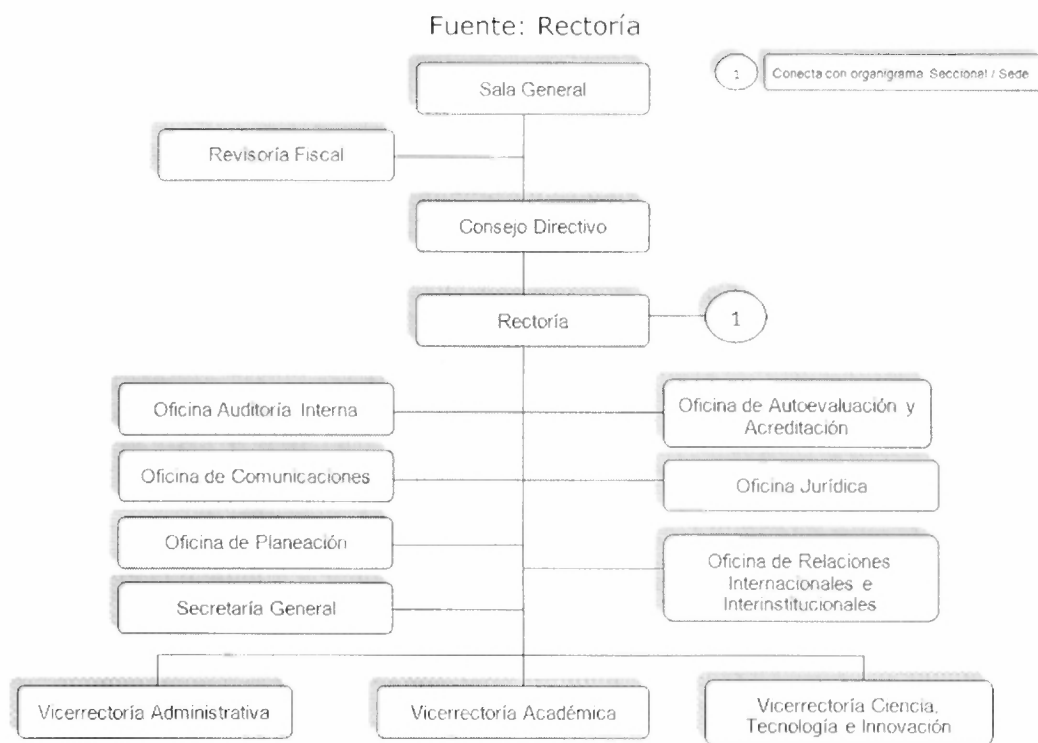 Fuente: Rectoría
1
Conecta con organigrama Seccional / Sede
Sala General
Revisoría Fiscal
Consejo Directivo
Rectoría
1
Oficina Auditoría Interna
Oficina de Autoevaluación y
Acreditación
Oficina de Comunicaciones
Oficina Jurídica
Oficina de Planeación
Oficina de Relaciones
Internacionales e
Interinstitucionales
Secretaría General
Vicerrectoría Administrativa
Vicerrectoría Académica
Vicerrectoría Ciencia,
Tecnología e Innovación